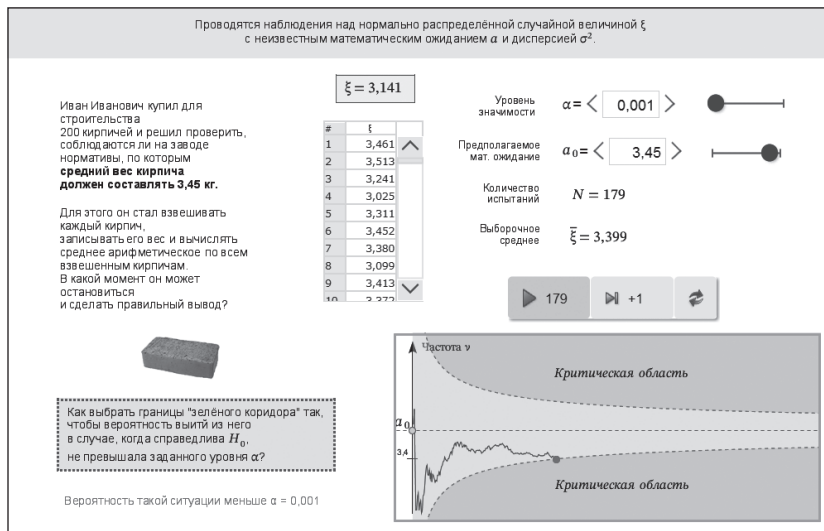 Проводятся наблюдения над нормально распределённой случайной величиной ξ
с неизвестным математическим ожиданием a и дисперсией σ².
Иван Иванович купил для
строительства
200 кирпичей и решил проверить,
соблюдаются ли на заводе
нормативы, по которым
средний вес кирпича
должен составлять 3,45 кг.
Для этого он стал взвешивать
каждый кирпич,
записывать его вес и вычислять
среднее арифметическое по всем
взвешенным кирпичам.
В какой момент он может
остановиться
и сделать правильный вывод?
Как выбрать границы "зелёного коридора" так,
чтобы вероятность выйти из него
в случае, когда справедлива H₀,
не превышала заданного уровня α?
Вероятность такой ситуации меньше α = 0,001
ξ = 3,141
# ξ
1 3,461
2 3,513
3 3,241
4 3,025
5 3,311
6 3,452
7 3,380
8 3,099
9 3,413
10 3,372
Уровень
значимости
α = < 0,001 >
Предполагаемое
мат. ожидание
a₀ = < 3,45 >
Количество
испытаний
N = 179
Выборочное
среднее
ξ̅ = 3,399
179 +1
Частота ν
Критическая область
a₀
3,4
Критическая область